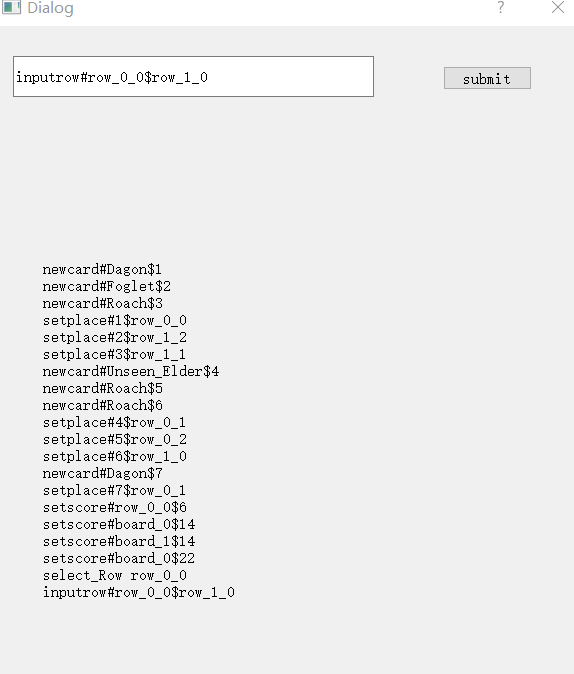 Dialog
?
inputrow#row_0_0$row_1_0
submit
newcard#Dagon$1
newcard#Foglet$2
newcard#Roach$3
setplace#1$row_0_0
setplace#2$row_1_2
setplace#3$row_1_1
newcard#Unseen_Elder$4
newcard#Roach$5
newcard#Roach$6
setplace#4$row_0_1
setplace#5$row_0_2
setplace#6$row_1_0
newcard#Dagon$7
setplace#7$row_0_1
setscore#row_0_0$6
setscore#board_0$14
setscore#board_1$14
setscore#board_0$22
select_Row row_0_0
inputrow#row_0_0$row_1_0